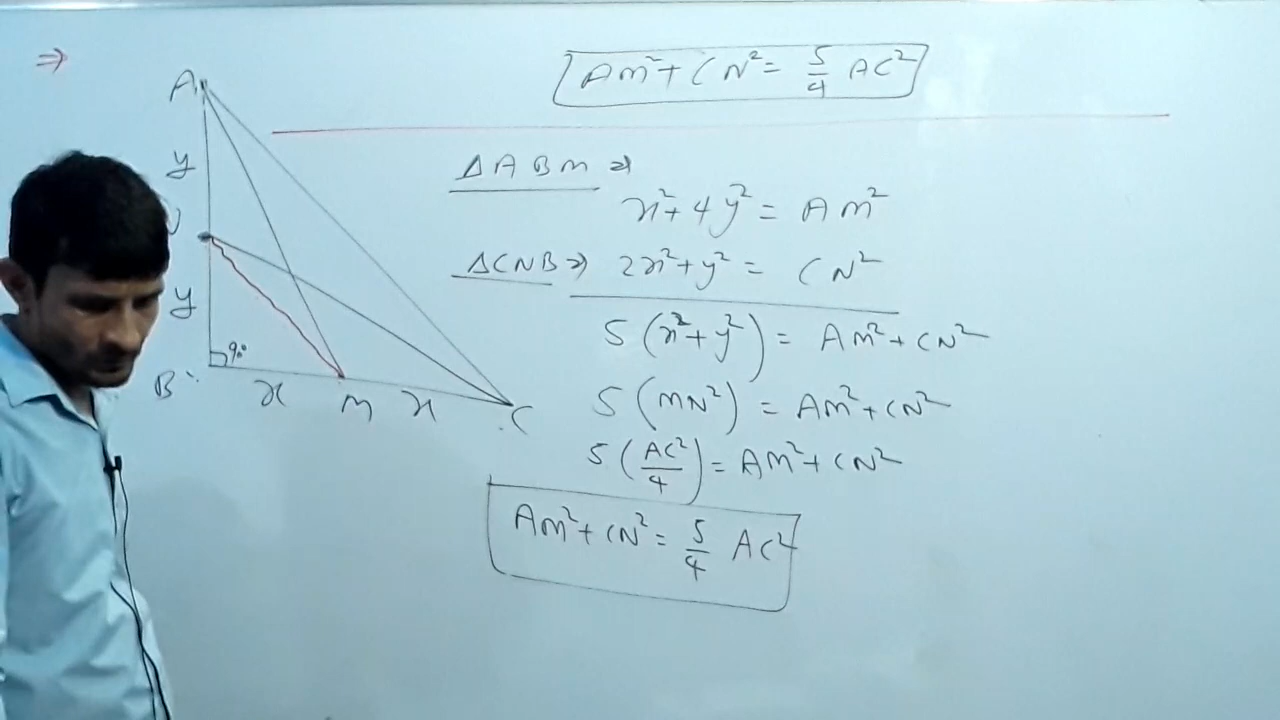 ⇒
AM² + CN² = 5/4 AC²
A
y
y
90°
B
x
M
x
C
ΔABM ⇒
x² + 4y² = AM²
ΔCNB ⇒ 2x² + y² = CN²
5(x² + y²) = AM² + CN²
5(MN²) = AM² + CN²
5(AC²/4) = AM² + CN²
AM² + CN² = 5/4 AC²